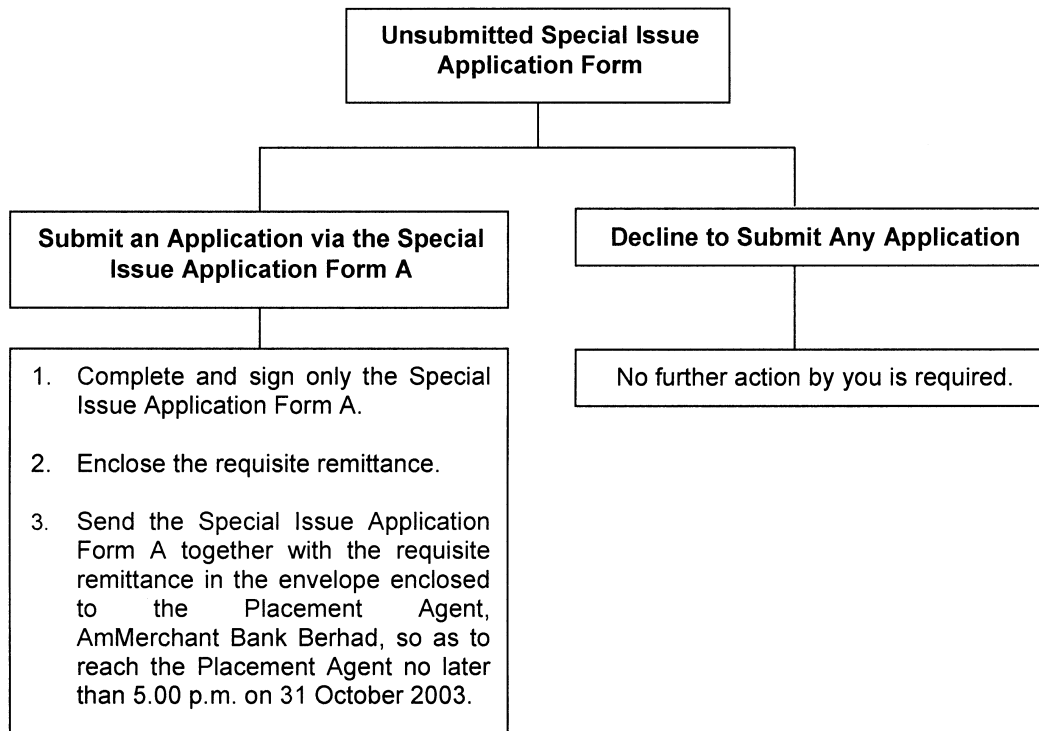 Unsubmitted Special Issue
Application Form
Submit an Application via the Special
Issue Application Form A
Decline to Submit Any Application
1. Complete and sign only the Special
Issue Application Form A.
2. Enclose the requisite remittance.
3. Send the Special Issue Application
Form A together with the requisite
remittance in the envelope enclosed
to the Placement Agent,
AmMerchant Bank Berhad, so as to
reach the Placement Agent no later
than 5.00 p.m. on 31 October 2003.
No further action by you is required.